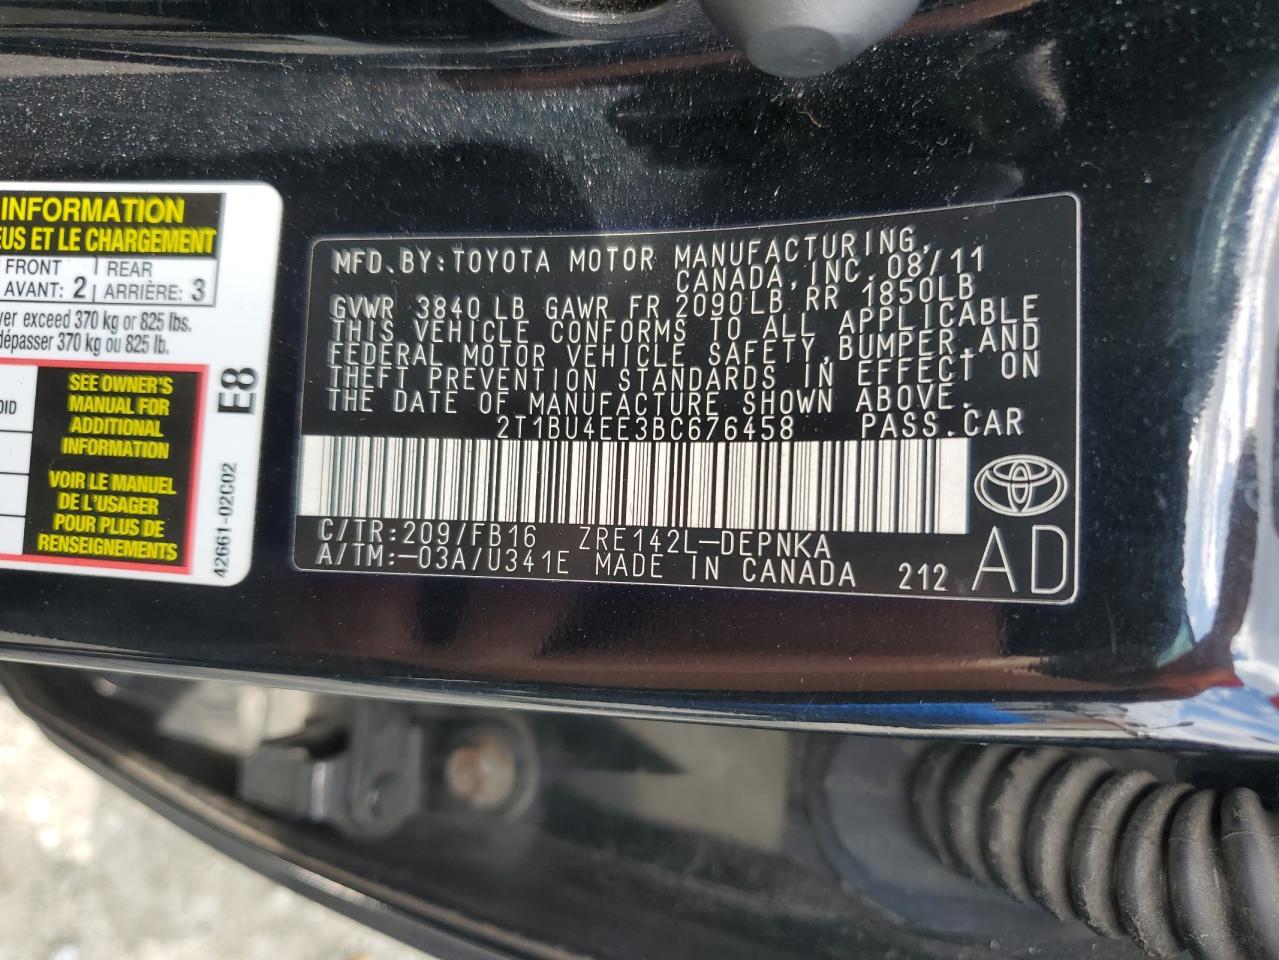 INFORMATION
EUS ET LE CHARGEMENT
FRONT
AVANT: 2
REAR
ARRIÈRE: 3
ver exceed 370 kg or 825 lbs.
dépasser 370 kg ou 825 lb.
SEE OWNER'S
MANUAL FOR
ADDITIONAL
INFORMATION
VOIR LE MANUEL
DE L'USAGER
POUR PLUS DE
RENSEIGNEMENTS
E8
42661-02C02
MFD. BY: TOYOTA MOTOR MANUFACTURING,
CANADA, INC. 08/11
GVWR 3840 LB GAWR FR 2090LB RR 1850LB
THIS VEHICLE CONFORMS TO ALL APPLICABLE
FEDERAL MOTOR VEHICLE SAFETY, BUMPER, AND
THEFT PREVENTION STANDARDS IN EFFECT ON
THE DATE OF MANUFACTURE SHOWN ABOVE.
2T1BU4EE3BC676458 PASS.CAR
C/TR:209/FB16 ZRE142L-DEPNKA
A/TM:-03A/U341E MADE IN CANADA 212
AD